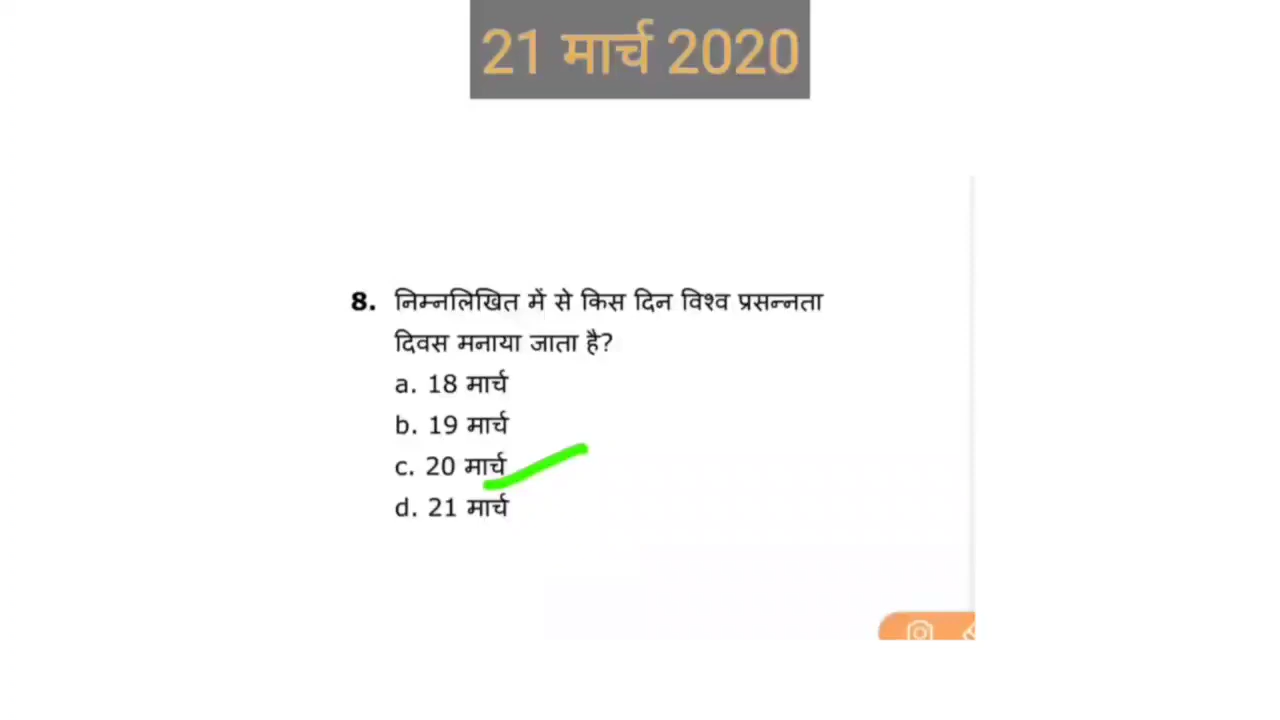 21 मार्च 2020
8. निम्नलिखित में से किस दिन विश्व प्रसन्नता
दिवस मनाया जाता है?
a. 18 मार्च
b. 19 मार्च
c. 20 मार्च
d. 21 मार्च